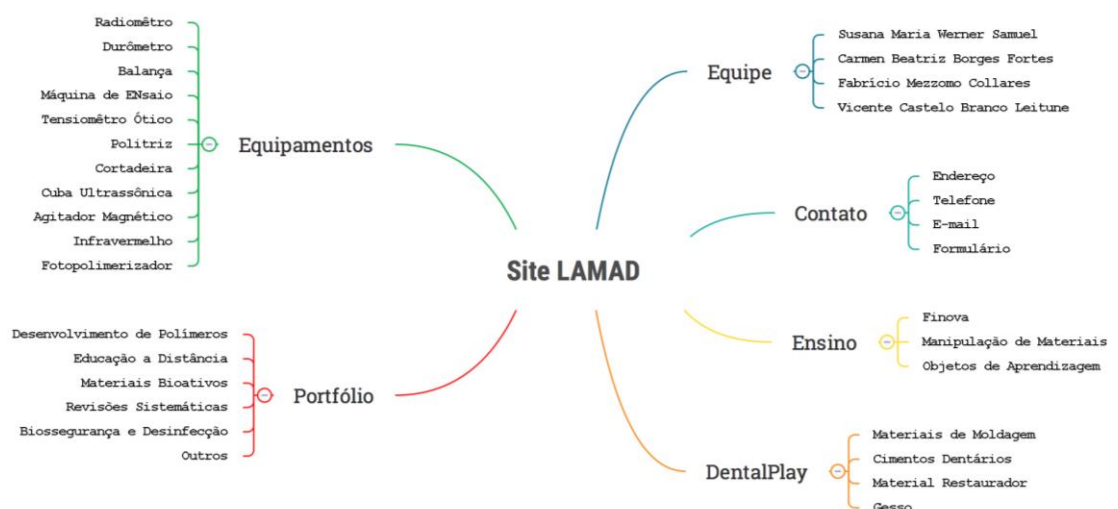 Radiomêtro
Durômetro
Balança
Máquina de ENsaio
Tensiomêtro Ótico
Politriz
Cortadeira
Cuba Ultrassônica
Agitador Magnético
Infravermelho
Fotopolimerizador
Equipamentos
Desenvolvimento de Polímeros
Educação a Distância
Materiais Bioativos
Revisões Sistemáticas
Biossegurança e Desinfecção
Outros
Portfólio
Site LAMAD
Equipe
Susana Maria Werner Samuel
Carmen Beatriz Borges Fortes
Fabrício Mezzomo Collares
Vicente Castelo Branco Leitune
Contato
Endereço
Telefone
E-mail
Formulário
Ensino
Finova
Manipulação de Materiais
Objetos de Aprendizagem
DentalPlay
Materiais de Moldagem
Cimentos Dentários
Material Restaurador
Gesso